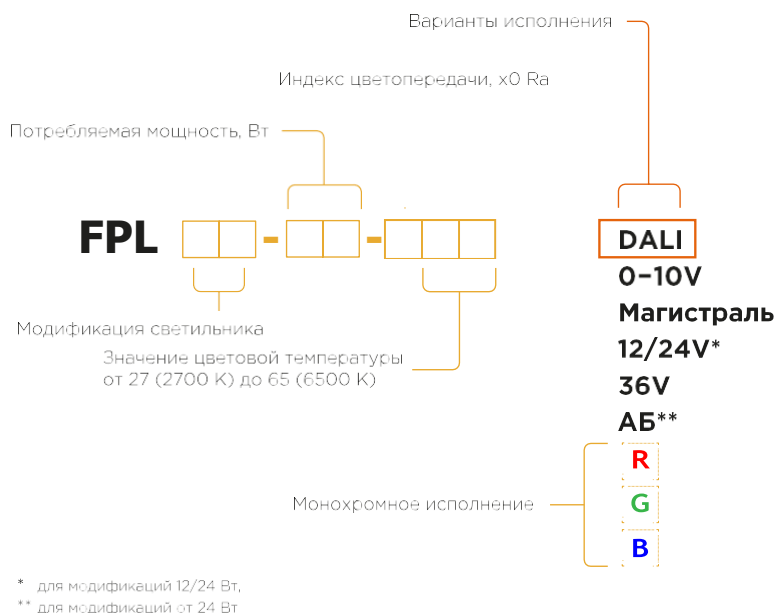 Варианты исполнения
Индекс цветопередачи, x0 Ra
Потребляемая мощность, Вт
FPL - - DALI
0-10V
Магистраль
Модификация светильника
12/24V*
Значение цветовой температуры
от 27 (2700 К) до 65 (6500 К)
36V
АБ**
R
Монохромное исполнение
G
B
* для модификаций 12/24 Вт,
** для модификаций от 24 Вт